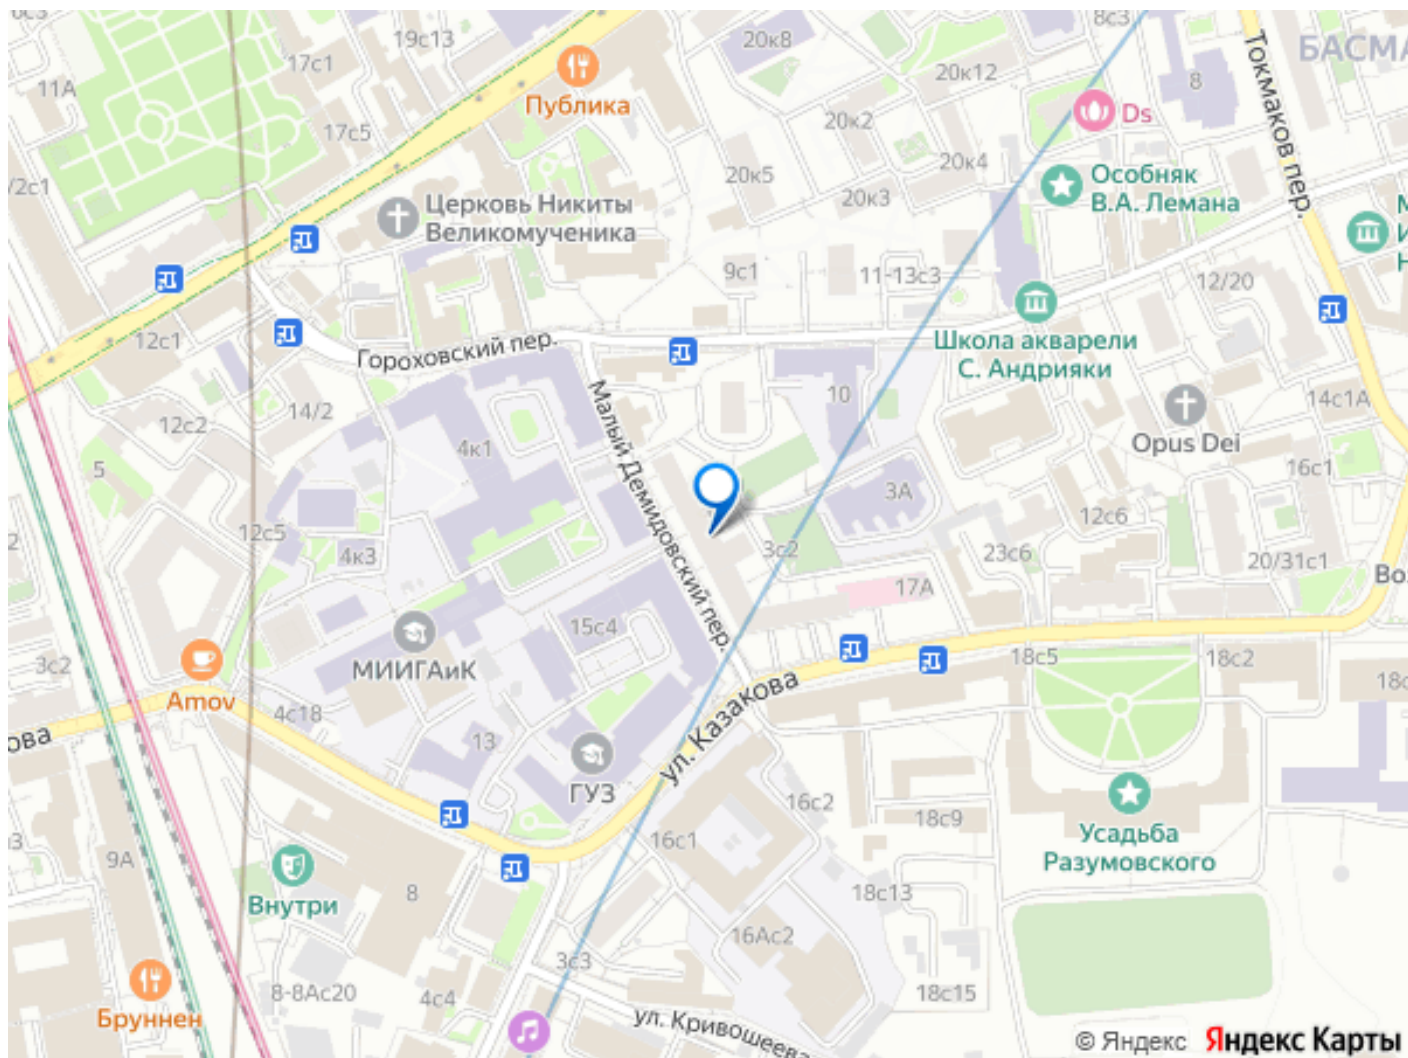 8с3
19с13
20к8
БАСМА
17с1
Публика
20к12
8
Токмаков пер.
11А
17с5
20к2
Ds
20к4
20к5
20к3
Особняк
В.А. Лемана
/2с1
Церковь Никиты
Великомученика
9с1
11-13с3
12/20
12с1
Гороховский пер.
Школа акварели
С. Андрияки
14/2
12с2
Малый Демидовский пер.
10
14с1А
Opus Dei
4к1
5
16с1
3А
12с5
4к3
3с2
12с6
23с6
20/31с1
17А
15с4
МИИГАиК
3с2
Amov
18с5
18с2
4с18
ова
13
ул. Казакова
ГУЗ
16с2
18с9
Усадьба
Разумовского
16с1
9А
Внутри
8
18с13
16Ас2
3с3
8-8Ас20
4с4
18с15
Бруннен
ул. Кривошеева
© Яндекс Яндекс Карты